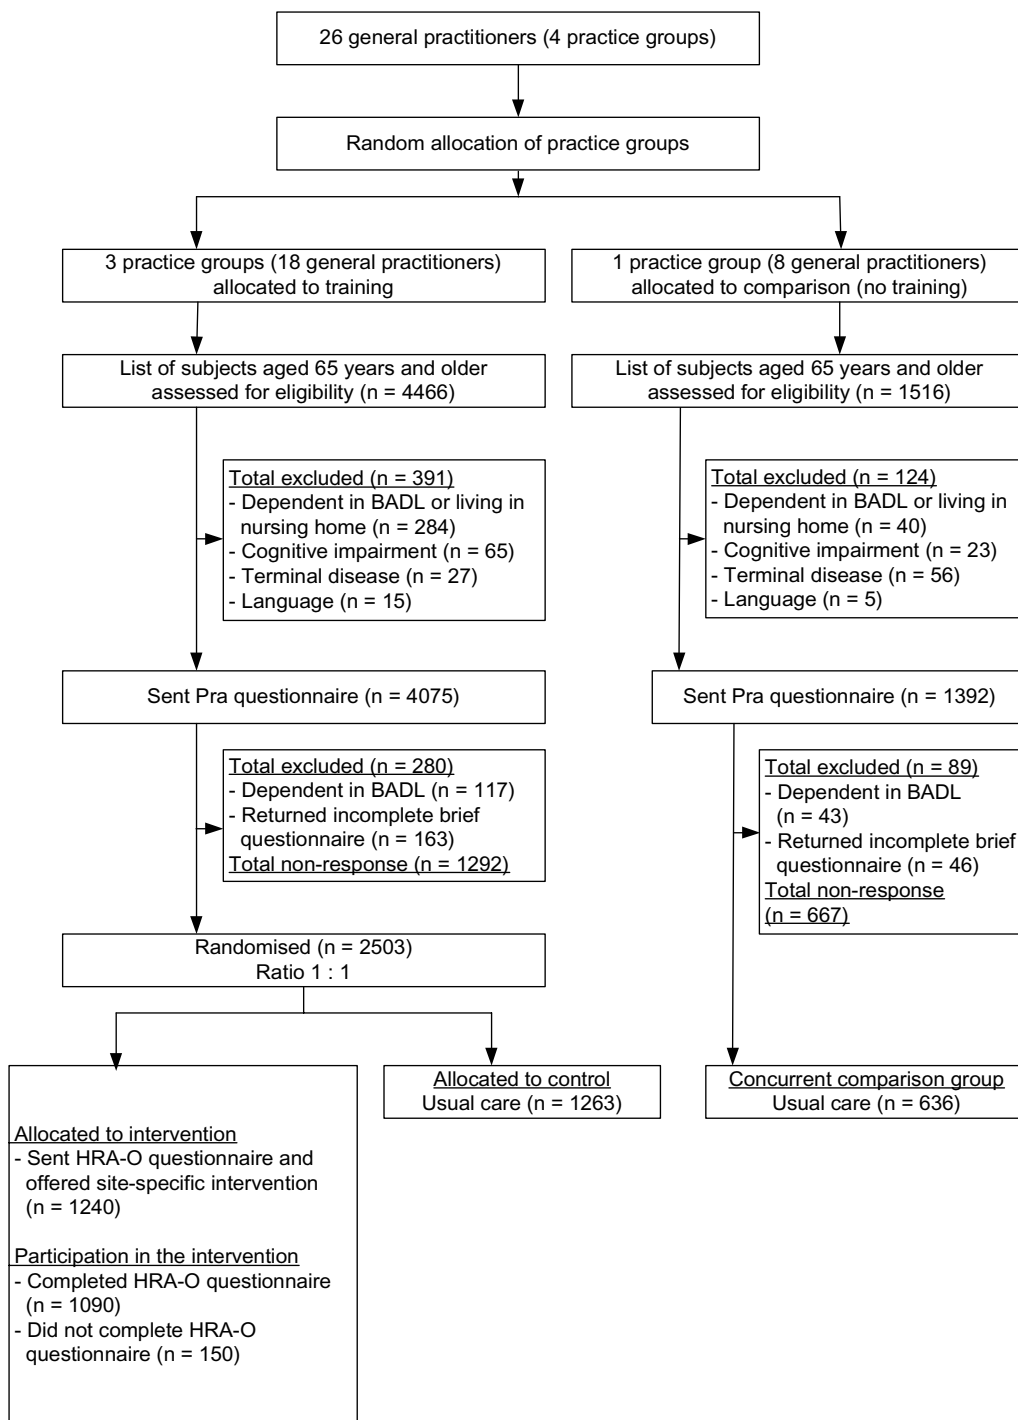 26 general practitioners (4 practice groups)
Random allocation of practice groups
3 practice groups (18 general practitioners)
allocated to training
1 practice group (8 general practitioners)
allocated to comparison (no training)
List of subjects aged 65 years and older
assessed for eligibility (n = 4466)
List of subjects aged 65 years and older
assessed for eligibility (n = 1516)
Total excluded (n = 391)
- Dependent in BADL or living in
nursing home (n = 284)
- Cognitive impairment (n = 65)
- Terminal disease (n = 27)
- Language (n = 15)
Total excluded (n = 124)
- Dependent in BADL or living in
nursing home (n = 40)
- Cognitive impairment (n = 23)
- Terminal disease (n = 56)
- Language (n = 5)
Sent Pra questionnaire (n = 4075)
Sent Pra questionnaire (n = 1392)
Total excluded (n = 280)
- Dependent in BADL (n = 117)
- Returned incomplete brief
questionnaire (n = 163)
Total non-response (n = 1292)
Total excluded (n = 89)
- Dependent in BADL
(n = 43)
- Returned incomplete brief
questionnaire (n = 46)
Total non-response
(n = 667)
Randomised (n = 2503)
Ratio 1 : 1
Allocated to intervention
- Sent HRA-O questionnaire and
offered site-specific intervention
(n = 1240)
Participation in the intervention
- Completed HRA-O questionnaire
(n = 1090)
- Did not complete HRA-O
questionnaire (n = 150)
Allocated to control
Usual care (n = 1263)
Concurrent comparison group
Usual care (n = 636)